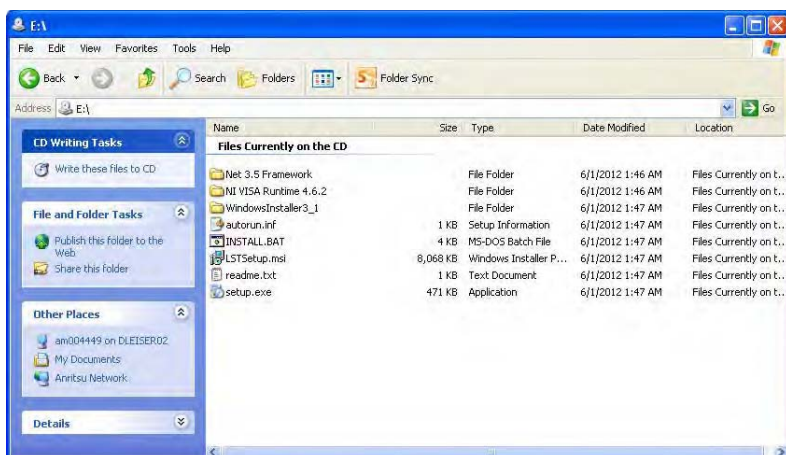 E:\
File Edit View Favorites Tools Help
Back Search Folders Folder Sync
Address E:\ Go
CD Writing Tasks
Write these files to CD
File and Folder Tasks
Publish this folder to the
Web
Share this folder
Other Places
am004449 on DLEISER02
My Documents
Anritsu Network
Details
Name Size Type Date Modified Location
Files Currently on the CD
Net 3.5 Framework File Folder 6/1/2012 1:46 AM Files Currently on t...
NI VISA Runtime 4.6.2 File Folder 6/1/2012 1:46 AM Files Currently on t...
WindowsInstaller3_1 File Folder 6/1/2012 1:47 AM Files Currently on t...
autorun.inf 1 KB Setup Information 6/1/2012 1:47 AM Files Currently on t...
INSTALL.BAT 4 KB MS-DOS Batch File 6/1/2012 1:47 AM Files Currently on t...
LSTSetup.msi 8,068 KB Windows Installer P... 6/1/2012 1:47 AM Files Currently on t...
readme.txt 1 KB Text Document 6/1/2012 1:47 AM Files Currently on t...
setup.exe 471 KB Application 6/1/2012 1:47 AM Files Currently on t...